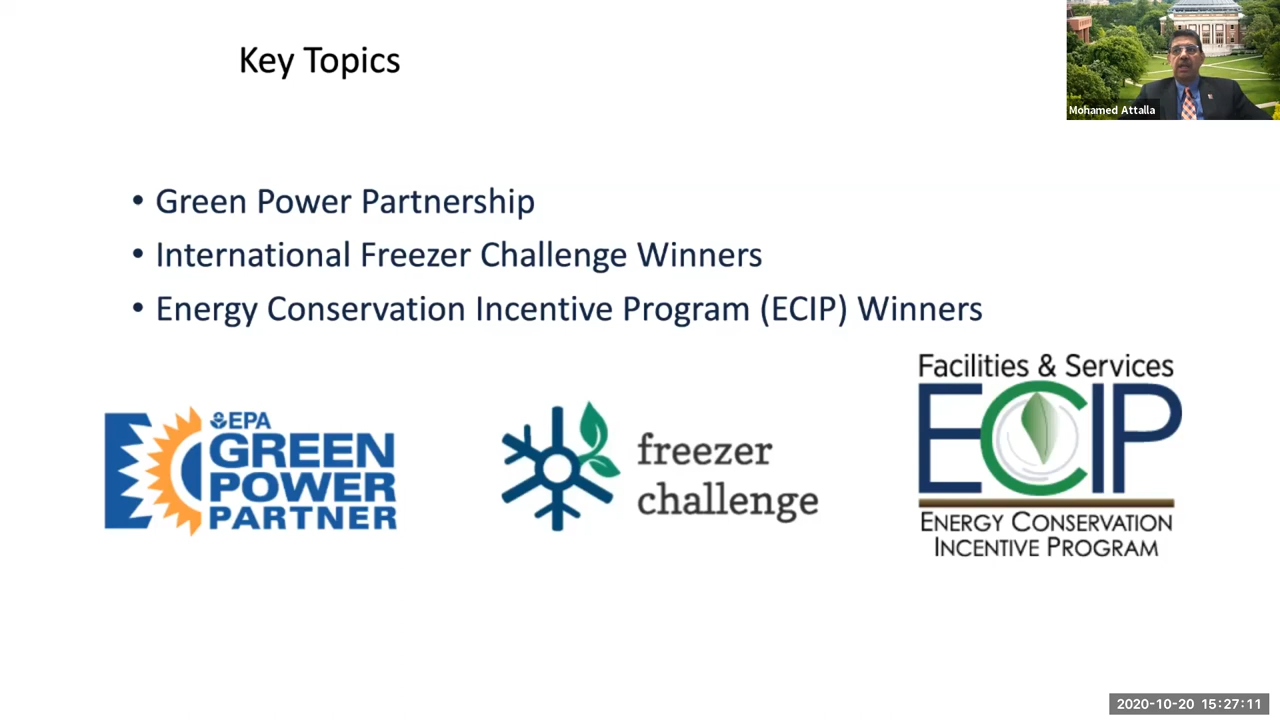 Key Topics
Mohamed Attalla
• Green Power Partnership
• International Freezer Challenge Winners
• Energy Conservation Incentive Program (ECIP) Winners
EPA
GREEN
POWER
PARTNER
freezer
challenge
Facilities & Services
ECIP
ENERGY CONSERVATION
INCENTIVE PROGRAM
2020-10-20 15:27:11